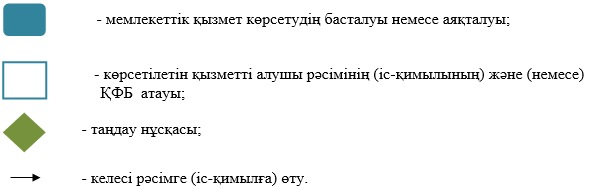 - мемлекеттік қызмет көрсетудің басталуы немесе аяқталуы;
- көрсетілетін қызметті алушы рәсімінің (іс-қимылының) және (немесе)
ҚФБ атауы;
- таңдау нұсқасы;
- келесі рәсімге (іс-қимылға) өту.